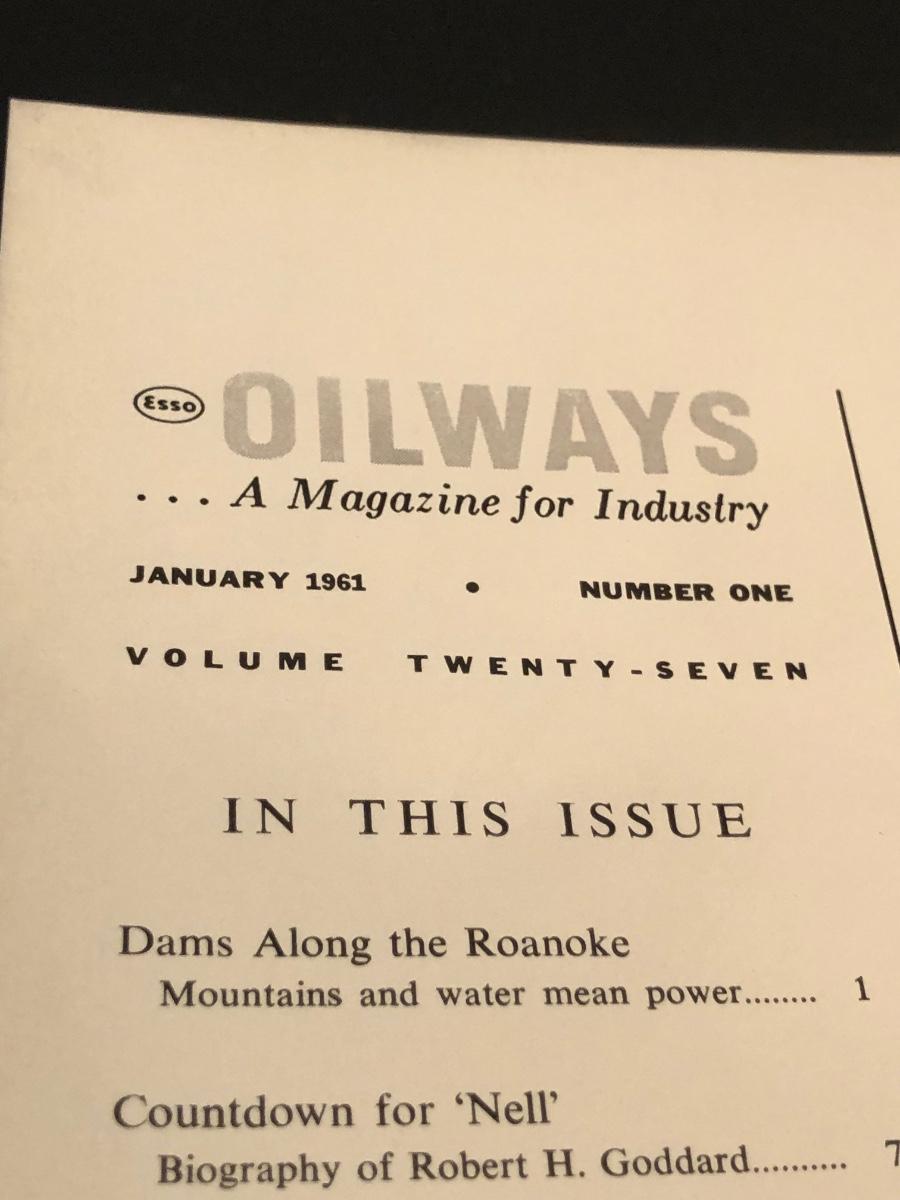 Esso OILWAYS
. . . A Magazine for Industry
JANUARY 1961 • NUMBER ONE
VOLUME TWENTY-SEVEN
IN THIS ISSUE
Dams Along the Roanoke
Mountains and water mean power........ 1
Countdown for ‘Nell’
Biography of Robert H. Goddard.......... 7